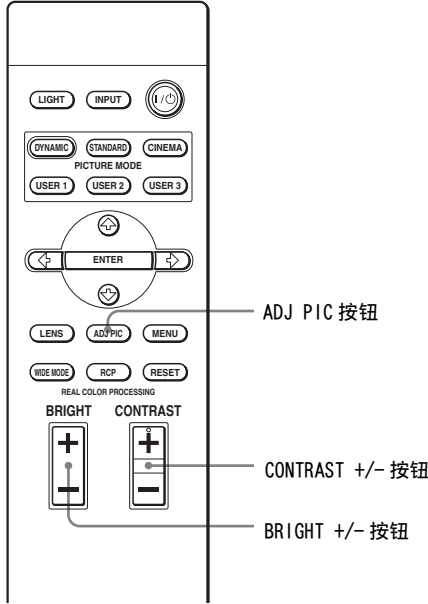 LIGHT INPUT I/⏻
DYNAMIC STANDARD CINEMA
PICTURE MODE
USER 1 USER 2 USER 3
ENTER
LENS ADJ PIC MENU
ADJ PIC 按钮
WIDE MODE RCP RESET
REAL COLOR PROCESSING
BRIGHT CONTRAST
+ +
- -
CONTRAST +/- 按钮
BRIGHT +/- 按钮